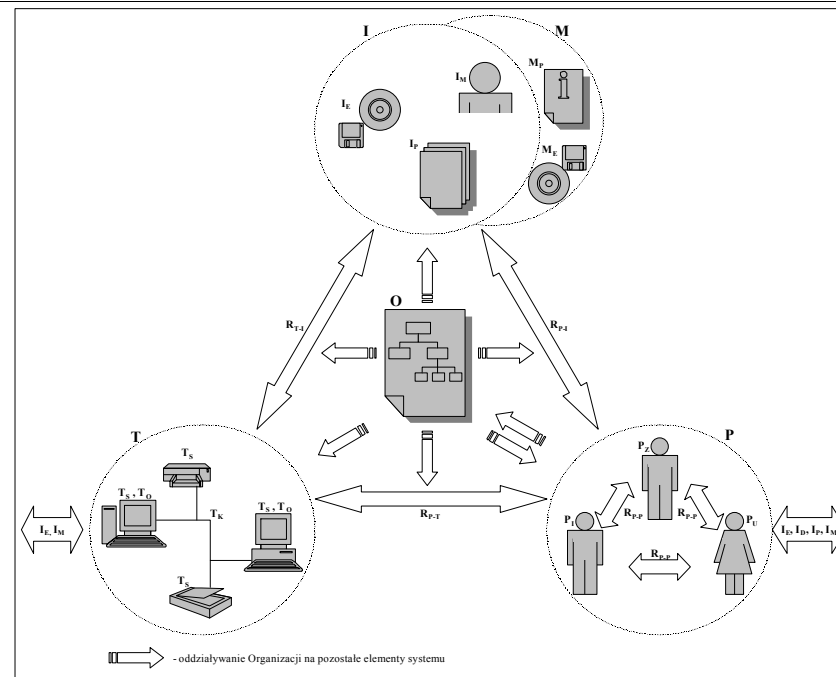 I
M
M_P
I_M
I_E
I_P
M_E
O
R_T-I
R_P-I
T
P
T_S
P_Z
T_S , T_O
T_S , T_O
T_K
P_I
R_P-P
R_P-P
P_U
R_P-T
I_E, I_M
I_E, I_D, I_P, I_M
R_P-P
T_S
- oddziaływanie Organizacji na pozostałe elementy systemu